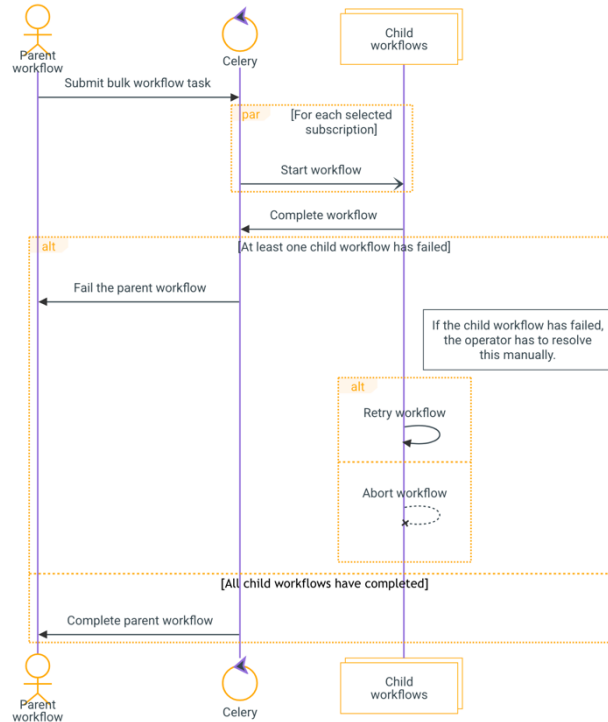 Parent
workflow
Celery
Child
workflows
Submit bulk workflow task
par
[For each selected
subscription]
Start workflow
Complete workflow
alt
[At least one child workflow has failed]
Fail the parent workflow
If the child workflow has failed,
the operator has to resolve
this manually.
alt
Retry workflow
Abort workflow
[All child workflows have completed]
Complete parent workflow
Parent
workflow
Celery
Child
workflows